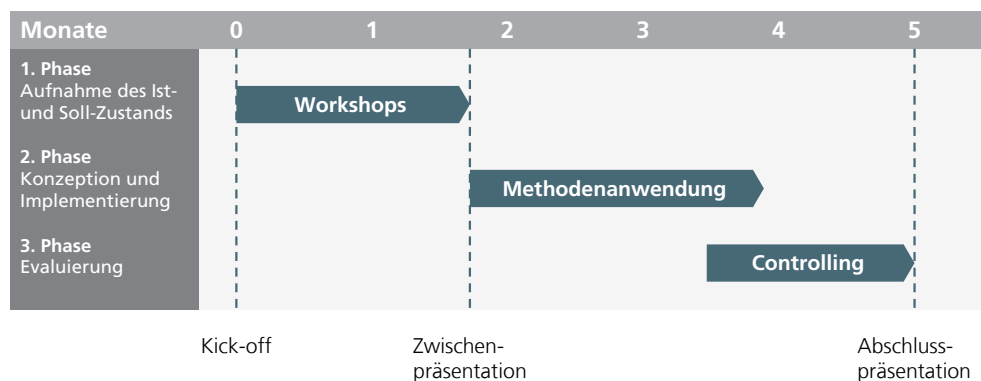 Monate 0 1 2 3 4 5
1. Phase
Aufnahme des Ist-
und Soll-Zustands
Workshops
2. Phase
Konzeption und
Implementierung
Methodenanwendung
3. Phase
Evaluierung
Controlling
Kick-off
Zwischen-
präsentation
Abschluss-
präsentation